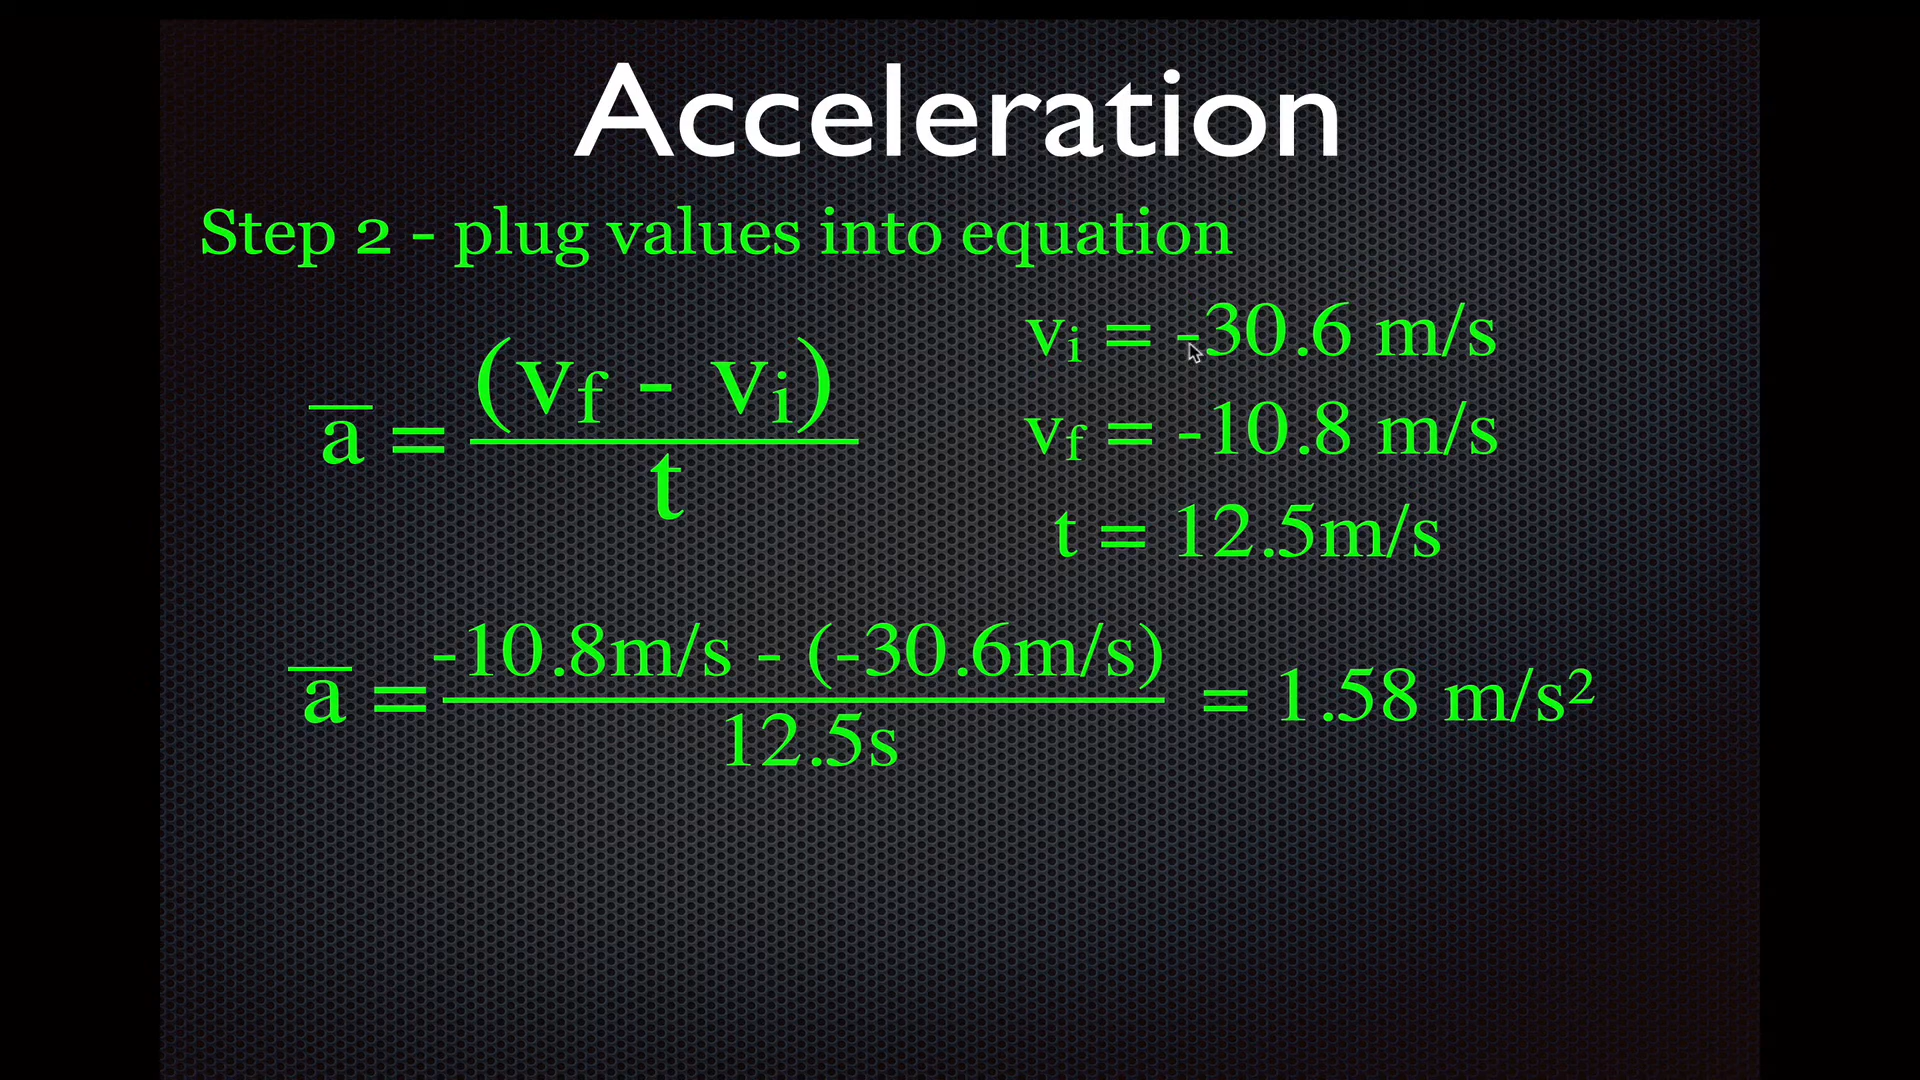 Acceleration
Step 2 - plug values into equation
vi = -30.6 m/s
vf = -10.8 m/s
t = 12.5m/s
a = (vf - vi)
t
a = -10.8m/s - (-30.6m/s) = 1.58 m/s²
12.5s